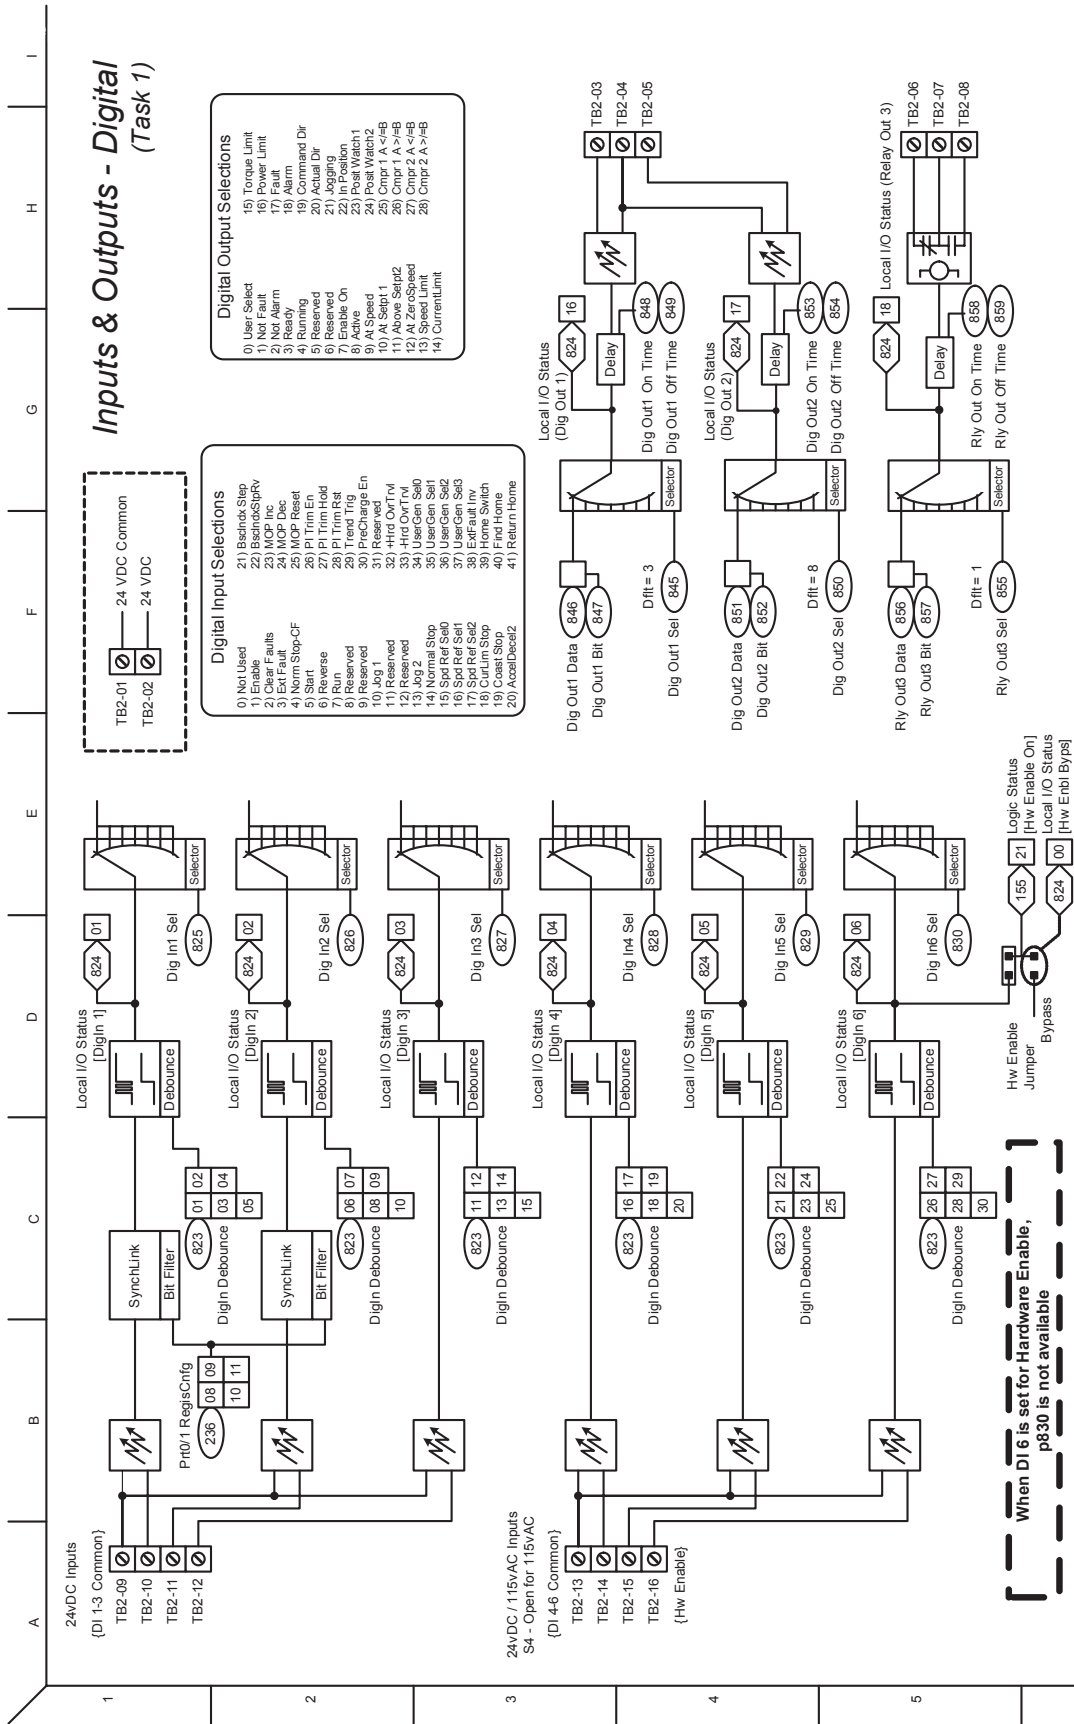 A
B
C
D
E
F
G
H
I
1
2
3
4
5
Inputs & Outputs - Digital
(Task 1)
TB2-01
24 VDC Common
TB2-02
24 VDC
Digital Input Selections
0) Not Used
1) Enable
2) Clear Faults
3) Ext Fault
4) Norm Stop-CF
5) Start
6) Reverse
7) Run
8) Reserved
9) Reserved
10) Jog 1
11) Reserved
12) Reserved
13) Jog 2
14) Normal Stop
15) Spd Ref Sel0
16) Spd Ref Sel1
17) Spd Ref Sel2
18) CurLim Stop
19) Coast Stop
20) AccelDecel2
21) BscIndx Step
22) BscIndxStpRv
23) MOP Inc
24) MOP Dec
25) MOP Reset
26) PI Trim En
27) PI Trim Hold
28) PI Trim Rst
29) Trend Trig
30) PreCharge En
31) Reserved
32) +Hrd OvrTrvl
33) -Hrd OvrTrvl
34) UserGen Sel0
35) UserGen Sel1
36) UserGen Sel2
37) UserGen Sel3
38) ExtFault Inv
39) Home Switch
40) Find Home
41) Return Home
Digital Output Selections
0) User Select
1) Not Fault
2) Not Alarm
3) Ready
4) Running
5) Reserved
6) Reserved
7) Enable On
8) Active
9) At Speed
10) At Setpt 1
11) Above Setpt2
12) At ZeroSpeed
13) Speed Limit
14) CurrentLimit
15) Torque Limit
16) Power Limit
17) Fault
18) Alarm
19) Command Dir
20) Actual Dir
21) Jogging
22) In Position
23) Posit Watch1
24) Posit Watch2
25) Cmpr 1 A </=B
26) Cmpr 1 A >/=B
27) Cmpr 2 A </=B
28) Cmpr 2 A >/=B
24vDC Inputs
{DI 1-3 Common}
TB2-09
TB2-10
TB2-11
TB2-12
Prt0/1 RegisCnfg
236
08 09
10 11
SynchLink
Bit Filter
823
01 02
03 04
05
DigIn Debounce
Debounce
Local I/O Status
[DigIn 1]
824
01
Dig In1 Sel
825
Selector
SynchLink
Bit Filter
823
06 07
08 09
10
DigIn Debounce
Debounce
Local I/O Status
[DigIn 2]
824
02
Dig In2 Sel
826
Selector
823
11 12
13 14
15
DigIn Debounce
Debounce
Local I/O Status
[DigIn 3]
824
03
Dig In3 Sel
827
Selector
24vDC / 115vAC Inputs
S4 - Open for 115vAC
{DI 4-6 Common}
TB2-13
TB2-14
TB2-15
TB2-16
{Hw Enable}
823
16 17
18 19
20
DigIn Debounce
Debounce
Local I/O Status
[DigIn 4]
824
04
Dig In4 Sel
828
Selector
823
21 22
23 24
25
DigIn Debounce
Debounce
Local I/O Status
[DigIn 5]
824
05
Dig In5 Sel
829
Selector
823
26 27
28 29
30
DigIn Debounce
Debounce
Local I/O Status
[DigIn 6]
824
06
Dig In6 Sel
830
Selector
When DI 6 is set for Hardware Enable,
p830 is not available
Hw Enable
Jumper
Bypass
155
21
Logic Status
[Hw Enable On]
824
00
Local I/O Status
[Hw Enbl Byps]
Dig Out1 Data
846
Dig Out1 Bit
847
Dflt = 3
Dig Out1 Sel
845
Selector
Local I/O Status
(Dig Out 1)
824
16
Delay
Dig Out1 On Time
848
Dig Out1 Off Time
849
TB2-03
TB2-04
TB2-05
Dig Out2 Data
851
Dig Out2 Bit
852
Dflt = 8
Dig Out2 Sel
850
Selector
Local I/O Status
(Dig Out 2)
824
17
Delay
Dig Out2 On Time
853
Dig Out2 Off Time
854
Rly Out3 Data
856
Rly Out3 Bit
857
Dflt = 1
Rly Out3 Sel
855
Selector
824
18
Local I/O Status (Relay Out 3)
Delay
Rly Out On Time
858
Rly Out Off Time
859
TB2-06
TB2-07
TB2-08